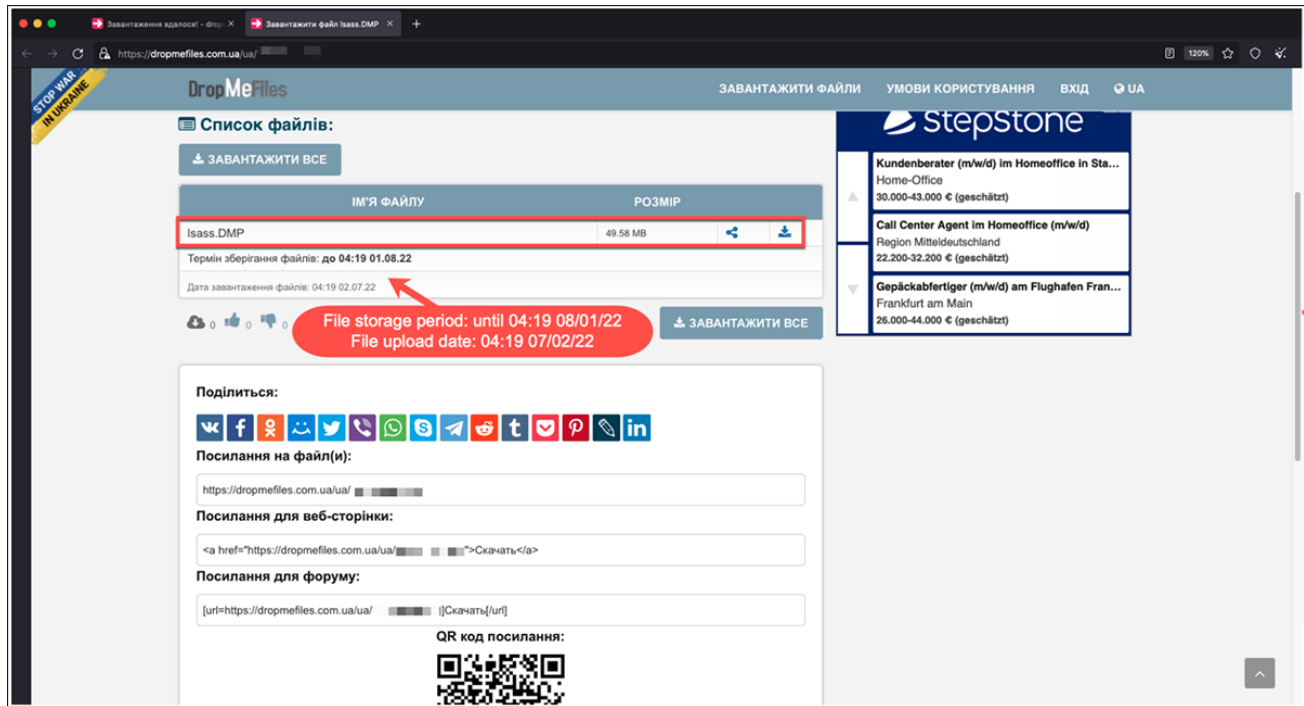 Завантаження вдалося! - drop
Завантажити файл lsass.DMP
https://dropmefiles.com.ua/ua/
120%
STOP WAR
IN UKRAINE
DropMeFiles
ЗАВАНТАЖИТИ ФАЙЛИ
УМОВИ КОРИСТУВАННЯ
ВХІД
UA
Список файлів:
ЗАВАНТАЖИТИ ВСЕ
ІМ'Я ФАЙЛУ РОЗМІР
lsass.DMP 49.58 MB
Термін зберігання файлів: до 04:19 01.08.22
Дата завантаження файлів: 04:19 02.07.22
0 0 0
File storage period: until 04:19 08/01/22
File upload date: 04:19 07/02/22
ЗАВАНТАЖИТИ ВСЕ
StepStone
Kundenberater (m/w/d) im Homeoffice in Sta...
Home-Office
30.000-43.000 € (geschätzt)
Call Center Agent im Homeoffice (m/w/d)
Region Mitteldeutschland
22.200-32.200 € (geschätzt)
Gepäckabfertiger (m/w/d) am Flughafen Fran...
Frankfurt am Main
26.000-44.000 € (geschätzt)
Поділиться:
Посилання на файл(и):
https://dropmefiles.com.ua/ua/
Посилання для веб-сторінки:
<a href="https://dropmefiles.com.ua/ua/ ">Скачать</a>
Посилання для форуму:
[url=https://dropmefiles.com.ua/ua/ ]Скачать[/url]
QR код посилання: